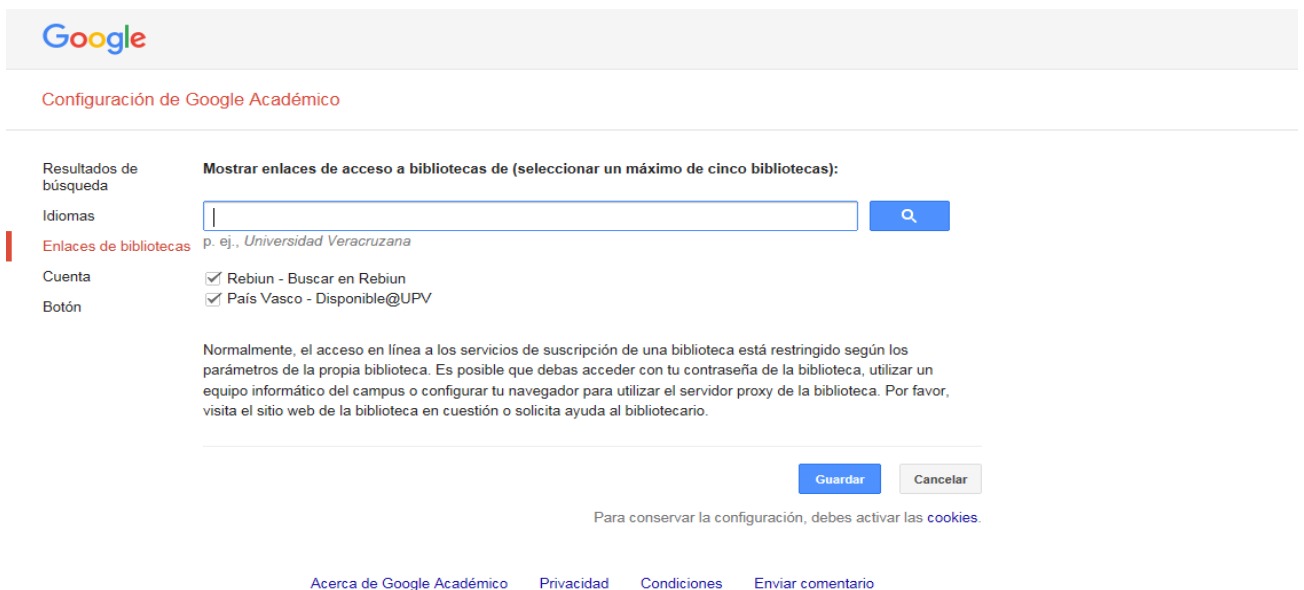 Google
Configuración de Google Académico
Resultados de
búsqueda
Idiomas
Enlaces de bibliotecas
Cuenta
Botón
Mostrar enlaces de acceso a bibliotecas de (seleccionar un máximo de cinco bibliotecas):
p. ej., Universidad Veracruzana
Rebiun - Buscar en Rebiun
País Vasco - Disponible@UPV
Normalmente, el acceso en línea a los servicios de suscripción de una biblioteca está restringido según los
parámetros de la propia biblioteca. Es posible que debas acceder con tu contraseña de la biblioteca, utilizar un
equipo informático del campus o configurar tu navegador para utilizar el servidor proxy de la biblioteca. Por favor,
visita el sitio web de la biblioteca en cuestión o solicita ayuda al bibliotecario.
Guardar Cancelar
Para conservar la configuración, debes activar las cookies.
Acerca de Google Académico Privacidad Condiciones Enviar comentario